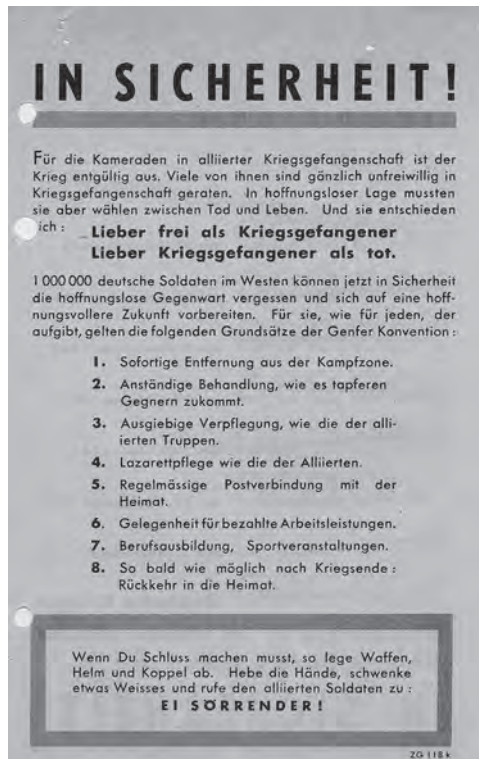 IN SICHERHEIT!
Für die Kameraden in alliierter Kriegsgefangenschaft ist der
Krieg entgültig aus. Viele von ihnen sind gänzlich unfreiwillig in
Kriegsgefangenschaft geraten. In hoffnungsloser Lage mussten
sie aber wählen zwischen Tod und Leben. Und sie entschieden
ich : Lieber frei als Kriegsgefangener
Lieber Kriegsgefangener als tot.
1 000 000 deutsche Soldaten im Westen können jetzt in Sicherheit
die hoffnungslose Gegenwart vergessen und sich auf eine hoff-
nungsvollere Zukunft vorbereiten. Für sie, wie für jeden, der
aufgibt, gelten die folgenden Grundsätze der Genfer Konvention :
1. Sofortige Entfernung aus der Kampfzone.
2. Anständige Behandlung, wie es tapferen
Gegnern zukommt.
3. Ausgiebige Verpflegung, wie die der alli-
ierten Truppen.
4. Lazarettpflege wie die der Alliierten.
5. Regelmässige Postverbindung mit der
Heimat.
6. Gelegenheit für bezahlte Arbeitsleistungen.
7. Berufsausbildung, Sportveranstaltungen.
8. So bald wie möglich nach Kriegsende :
Rückkehr in die Heimat.
Wenn Du Schluss machen musst, so lege Waffen,
Helm und Koppel ab. Hebe die Hände, schwenke
etwas Weisses und rufe den alliierten Soldaten zu :
EI SÖRRENDER!
ZG 118 k